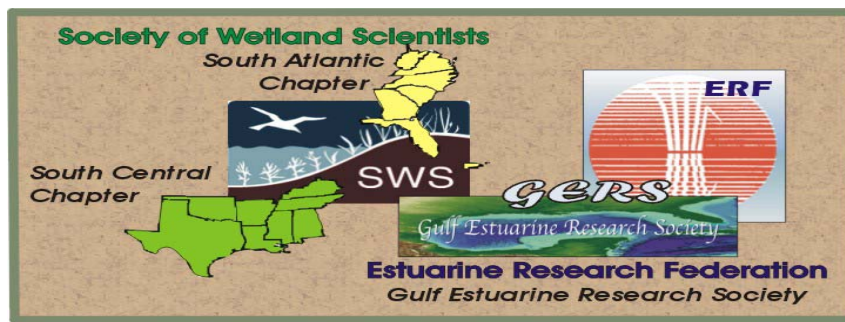 Society of Wetland Scientists
South Atlantic
Chapter
ERF
South Central
Chapter
SWS
GERS
Gulf Estuarine Research Society
Estuarine Research Federation
Gulf Estuarine Research Society